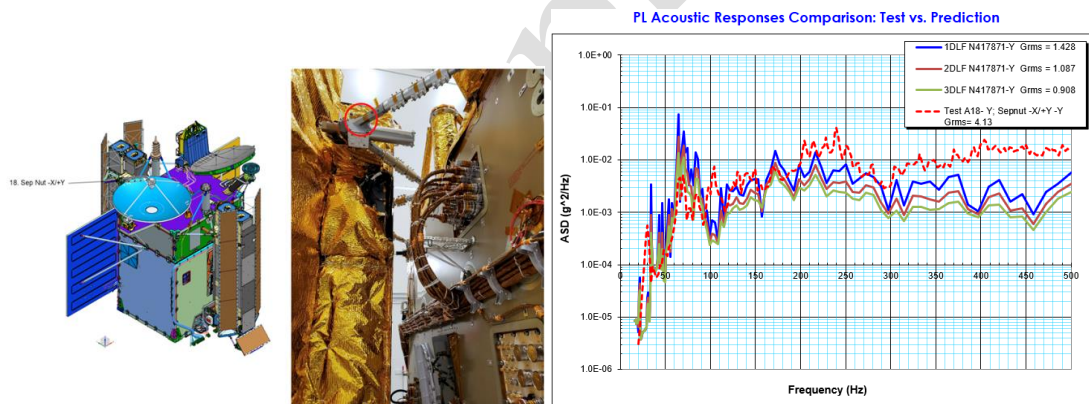 PL Acoustic Responses Comparison: Test vs. Prediction
18. Sep Nut -X/+Y
1DLF N417871-Y Grms = 1.428
2DLF N417871-Y Grms = 1.087
3DLF N417871-Y Grms = 0.908
Test A18- Y; Sepnut -X/+Y -Y
Grms= 4.13
ASD (g^2/Hz)
1.0E+00
1.0E-01
1.0E-02
1.0E-03
1.0E-04
1.0E-05
1.0E-06
0 50 100 150 200 250 300 350 400 450 500
Frequency (Hz)